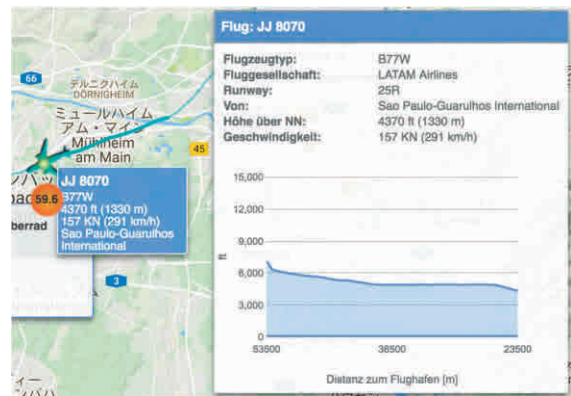 66
デルニクハイム
DÖRNIGHEIM
ミュールハイム
アム・マイン
Mühlheim
am Main
45
59.6
JJ 8070
B77W
4370 ft (1330 m)
157 KN (291 km/h)
Sao Paulo-Guarulhos
International
berrad
3
Flug: JJ 8070
Flugzeugtyp: B77W
Fluggesellschaft: LATAM Airlines
Runway: 25R
Von: Sao Paulo-Guarulhos International
Höhe über NN: 4370 ft (1330 m)
Geschwindigkeit: 157 KN (291 km/h)
15,000
12,000
9,000
ft
6,000
3,000
0
53500 38500 23500
Distanz zum Flughafen [m]